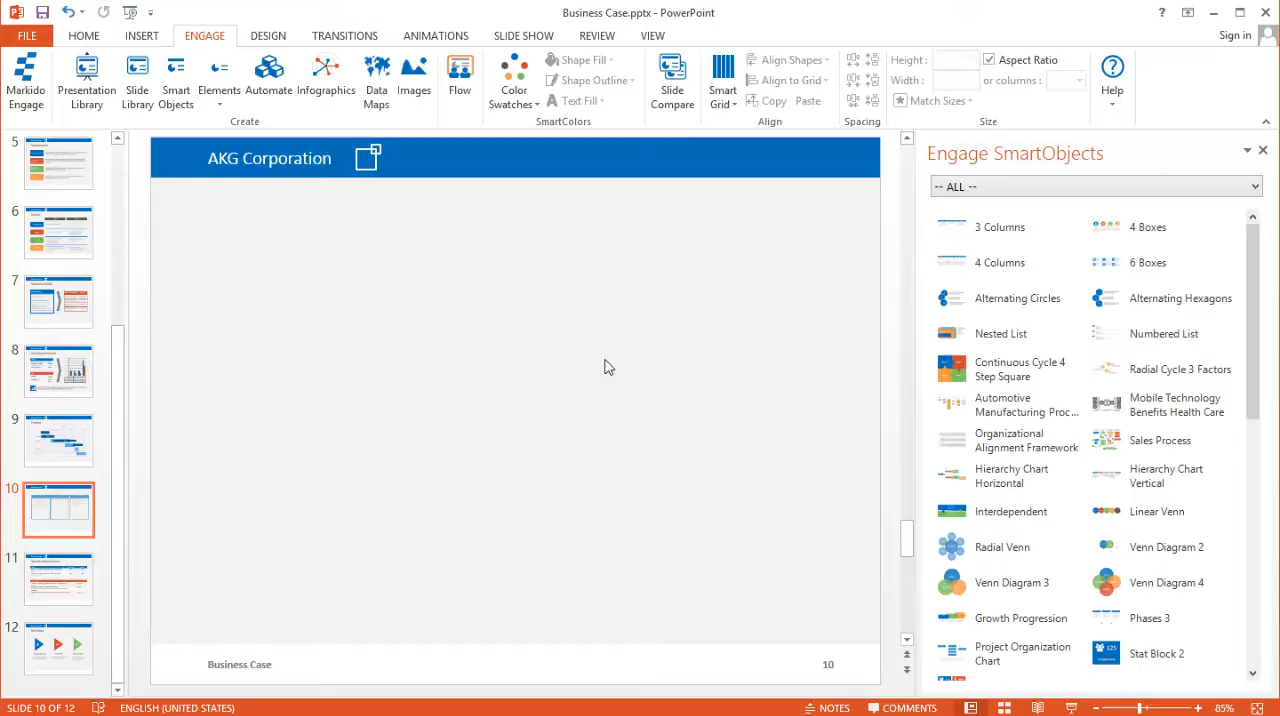 Business Case.pptx - PowerPoint
?
Sign in
FILE
HOME
INSERT
ENGAGE
DESIGN
TRANSITIONS
ANIMATIONS
SLIDE SHOW
REVIEW
VIEW
Markido Engage
Presentation Library
Slide Library
Smart Objects
Elements
Automate
Infographics
Data Maps
Images
Create
Flow
Color Swatches
Shape Fill
Shape Outline
Text Fill
SmartColors
Slide Compare
Smart Grid
Align Shapes
Align to Grid
Copy Paste
Align
Spacing
Height:
Width:
Aspect Ratio
or columns:
Match Sizes
Size
Help
5
6
7
8
9
10
11
12
AKG Corporation
Business Case
10
Engage SmartObjects
-- ALL --
3 Columns
4 Boxes
4 Columns
6 Boxes
Alternating Circles
Alternating Hexagons
Nested List
Numbered List
Continuous Cycle 4
Step Square
Radial Cycle 3 Factors
Automotive
Manufacturing Proc...
Mobile Technology
Benefits Health Care
Organizational
Alignment Framework
Sales Process
Hierarchy Chart
Horizontal
Hierarchy Chart
Vertical
Interdependent
Linear Venn
Radial Venn
Venn Diagram 2
Venn Diagram 3
Venn Diagram 4
Growth Progression
Phases 3
Project Organization
Chart
Stat Block 2
SLIDE 10 OF 12
ENGLISH (UNITED STATES)
NOTES
COMMENTS
85%